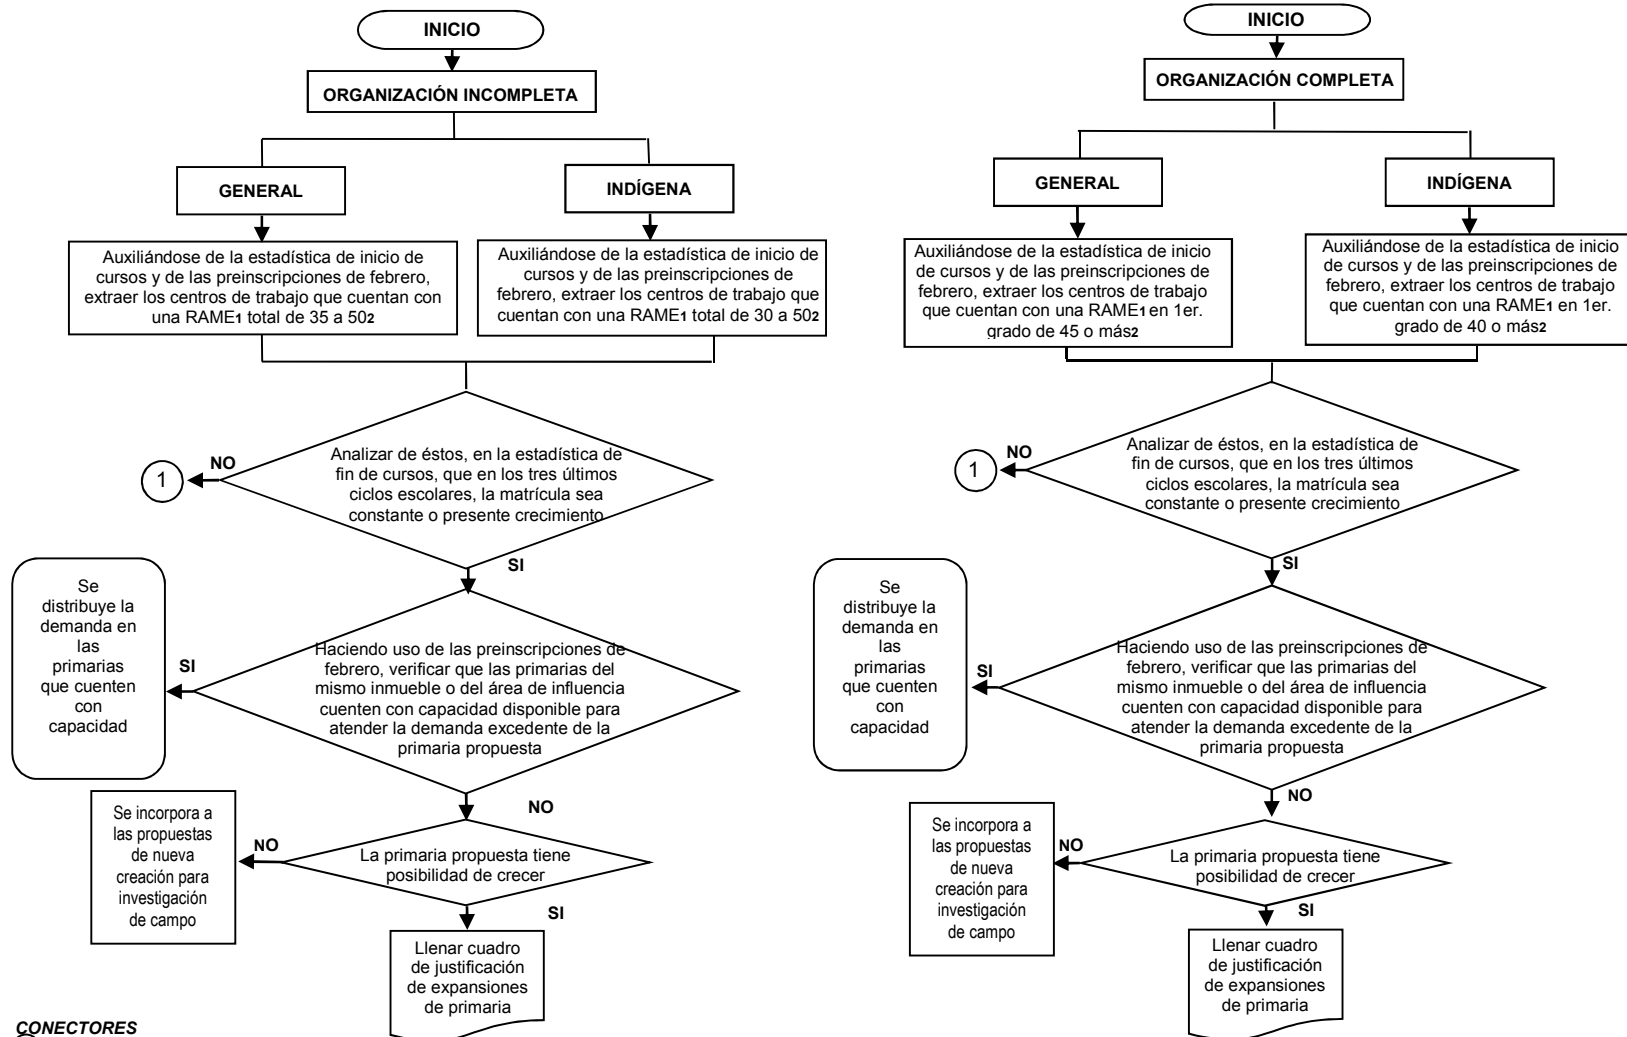 INICIO
ORGANIZACIÓN INCOMPLETA
GENERAL
INDÍGENA
Auxiliándose de la estadística de inicio de
cursos y de las preinscripciones de febrero,
extraer los centros de trabajo que cuentan con
una RAME1 total de 35 a 502
Auxiliándose de la estadística de inicio de
cursos y de las preinscripciones de
febrero, extraer los centros de trabajo que
cuentan con una RAME1 total de 30 a 502
Analizar de éstos, en la estadística de
fin de cursos, que en los tres últimos
ciclos escolares, la matrícula sea
constante o presente crecimiento
NO
1
SI
Haciendo uso de las preinscripciones de
febrero, verificar que las primarias del
mismo inmueble o del área de influencia
cuenten con capacidad disponible para
atender la demanda excedente de la
primaria propuesta
SI
Se
distribuye la
demanda en
las
primarias
que cuenten
con
capacidad
NO
La primaria propuesta tiene
posibilidad de crecer
NO
Se incorpora a
las propuestas
de nueva
creación para
investigación
de campo
SI
Llenar cuadro
de justificación
de expansiones
de primaria
CONECTORES
INICIO
ORGANIZACIÓN COMPLETA
GENERAL
INDÍGENA
Auxiliándose de la estadística de inicio
de cursos y de las preinscripciones de
febrero, extraer los centros de trabajo
que cuentan con una RAME1 en 1er.
grado de 45 o más2
Auxiliándose de la estadística de inicio
de cursos y de las preinscripciones de
febrero, extraer los centros de trabajo
que cuentan con una RAME1 en 1er.
grado de 40 o más2
Analizar de éstos, en la estadística de
fin de cursos, que en los tres últimos
ciclos escolares, la matrícula sea
constante o presente crecimiento
NO
1
SI
Haciendo uso de las preinscripciones de
febrero, verificar que las primarias del
mismo inmueble o del área de influencia
cuenten con capacidad disponible para
atender la demanda excedente de la
primaria propuesta
SI
Se
distribuye la
demanda en
las
primarias
que cuenten
con
capacidad
NO
La primaria propuesta tiene
posibilidad de crecer
NO
Se incorpora a
las propuestas
de nueva
creación para
investigación
de campo
SI
Llenar cuadro
de justificación
de expansiones
de primaria